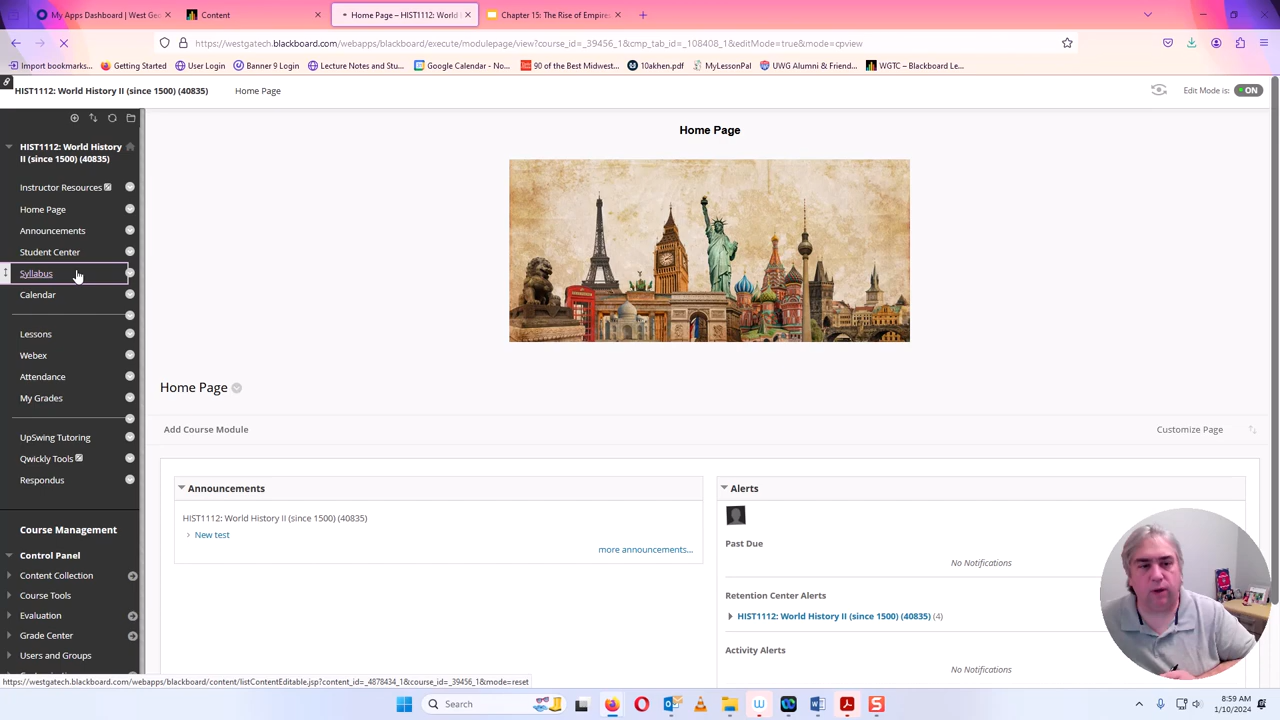 My Apps Dashboard | West Geo
Content
Home Page – HIST1112: World H
Chapter 15: The Rise of Empires
https://westgatech.blackboard.com/webapps/blackboard/execute/modulepage/view?course_id=_39456_1&cmp_tab_id=_108408_1&editMode=true&mode=cpview
Import bookmarks...
Getting Started
User Login
Banner 9 Login
Lecture Notes and Stu...
Google Calendar - No...
90 of the Best Midwest...
10akhen.pdf
MyLessonPal
UWG Alumni & Friend...
WGTC – Blackboard Le...
HIST1112: World History II (since 1500) (40835)
Home Page
Edit Mode is:
ON
Home Page
HIST1112: World History
II (since 1500) (40835)
Instructor Resources
Home Page
Announcements
Student Center
Syllabus
Calendar
Lessons
Webex
Attendance
My Grades
UpSwing Tutoring
Qwickly Tools
Respondus
Course Management
Control Panel
Content Collection
Course Tools
Evaluation
Grade Center
Users and Groups
Home Page
Add Course Module
Customize Page
Announcements
HIST1112: World History II (since 1500) (40835)
New test
more announcements...
Alerts
Past Due
No Notifications
Retention Center Alerts
HIST1112: World History II (since 1500) (40835) (4)
Activity Alerts
No Notifications
https://westgatech.blackboard.com/webapps/blackboard/content/listContentEditable.jsp?content_id=_4878434_1&course_id=_39456_1&mode=reset
Search
8:59 AM
1/10/2024